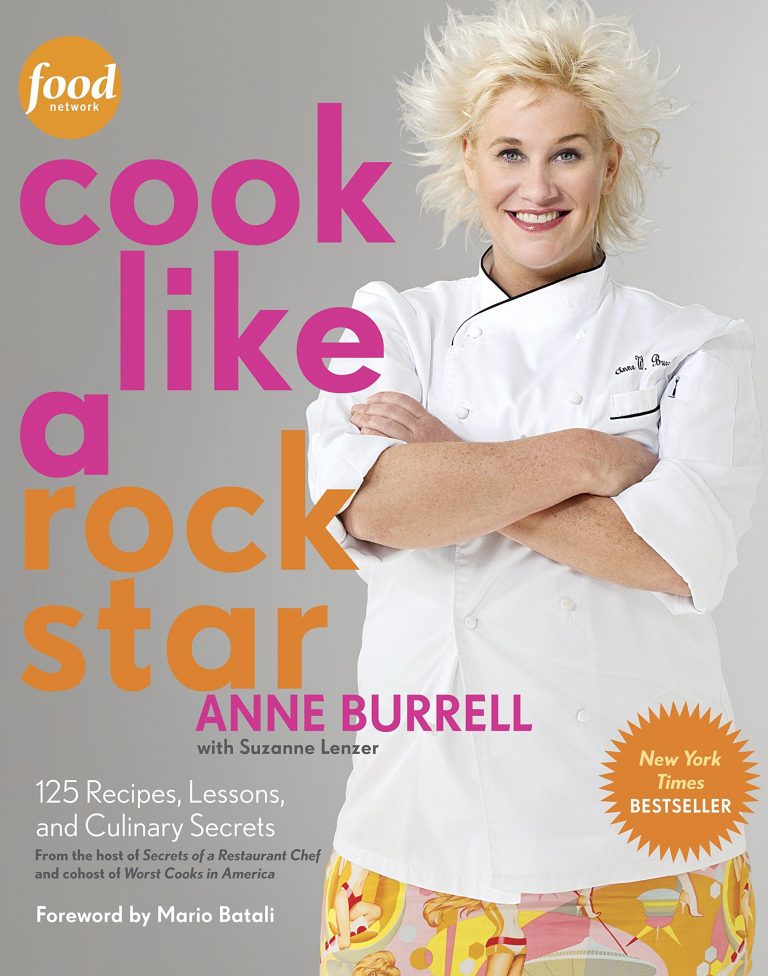 food
network
cook
like
a
rock
star
ANNE BURRELL
with Suzanne Lenzer
125 Recipes, Lessons,
and Culinary Secrets
From the host of Secrets of a Restaurant Chef
and cohost of Worst Cooks in America
Foreword by Mario Batali
New York
Times
BESTSELLER
Anne W.